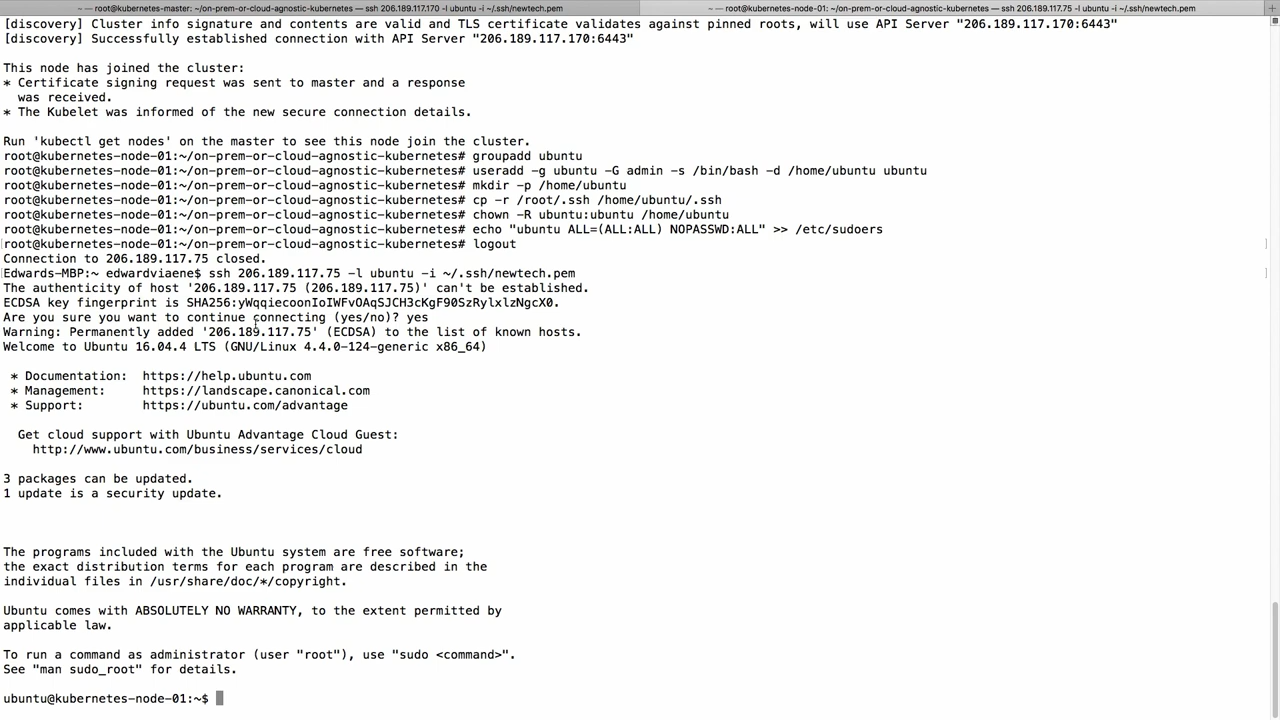 ~ — root@kubernetes-master: ~/on-prem-or-cloud-agnostic-kubernetes — ssh 206.189.117.170 -l ubuntu -i ~/.ssh/newtech.pem
~ — root@kubernetes-node-01: ~/on-prem-or-cloud-agnostic-kubernetes — ssh 206.189.117.75 -l ubuntu -i ~/.ssh/newtech.pem
[discovery] Cluster info signature and contents are valid and TLS certificate validates against pinned roots, will use API Server "206.189.117.170:6443"
[discovery] Successfully established connection with API Server "206.189.117.170:6443"
This node has joined the cluster:
* Certificate signing request was sent to master and a response
was received.
* The Kubelet was informed of the new secure connection details.
Run 'kubectl get nodes' on the master to see this node join the cluster.
root@kubernetes-node-01:~/on-prem-or-cloud-agnostic-kubernetes# groupadd ubuntu
root@kubernetes-node-01:~/on-prem-or-cloud-agnostic-kubernetes# useradd -g ubuntu -G admin -s /bin/bash -d /home/ubuntu ubuntu
root@kubernetes-node-01:~/on-prem-or-cloud-agnostic-kubernetes# mkdir -p /home/ubuntu
root@kubernetes-node-01:~/on-prem-or-cloud-agnostic-kubernetes# cp -r /root/.ssh /home/ubuntu/.ssh
root@kubernetes-node-01:~/on-prem-or-cloud-agnostic-kubernetes# chown -R ubuntu:ubuntu /home/ubuntu
root@kubernetes-node-01:~/on-prem-or-cloud-agnostic-kubernetes# echo "ubuntu ALL=(ALL:ALL) NOPASSWD:ALL" >> /etc/sudoers
root@kubernetes-node-01:~/on-prem-or-cloud-agnostic-kubernetes# logout
Connection to 206.189.117.75 closed.
Edwards-MBP:~ edwardviaene$ ssh 206.189.117.75 -l ubuntu -i ~/.ssh/newtech.pem
The authenticity of host '206.189.117.75 (206.189.117.75)' can't be established.
ECDSA key fingerprint is SHA256:yWqqiecoonIoIWFvOAqSJCH3cKgF90SzRylxlzNgcX0.
Are you sure you want to continue connecting (yes/no)? yes
Warning: Permanently added '206.189.117.75' (ECDSA) to the list of known hosts.
Welcome to Ubuntu 16.04.4 LTS (GNU/Linux 4.4.0-124-generic x86_64)
* Documentation: https://help.ubuntu.com
* Management: https://landscape.canonical.com
* Support: https://ubuntu.com/advantage
Get cloud support with Ubuntu Advantage Cloud Guest:
http://www.ubuntu.com/business/services/cloud
3 packages can be updated.
1 update is a security update.
The programs included with the Ubuntu system are free software;
the exact distribution terms for each program are described in the
individual files in /usr/share/doc/*/copyright.
Ubuntu comes with ABSOLUTELY NO WARRANTY, to the extent permitted by
applicable law.
To run a command as administrator (user "root"), use "sudo <command>".
See "man sudo_root" for details.
ubuntu@kubernetes-node-01:~$